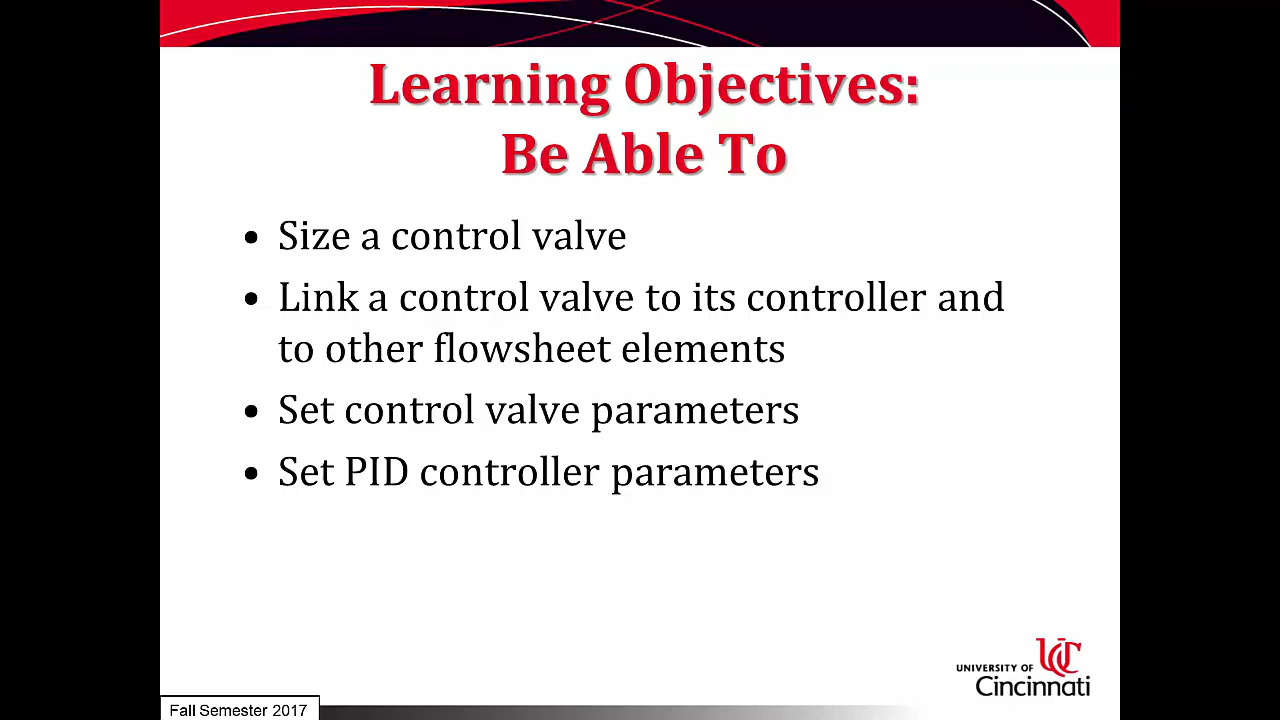 Learning Objectives:
Be Able To
• Size a control valve
• Link a control valve to its controller and
to other flowsheet elements
• Set control valve parameters
• Set PID controller parameters
UNIVERSITY OF
UC
Cincinnati
Fall Semester 2017